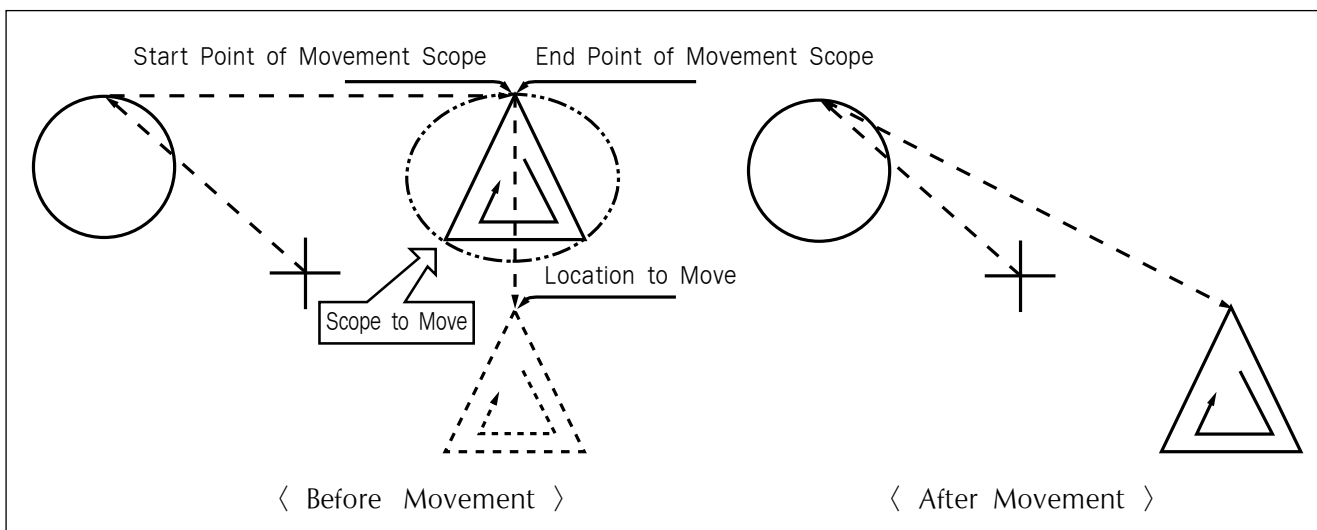 Start Point of Movement Scope
End Point of Movement Scope
Location to Move
Scope to Move
〈 Before Movement 〉
〈 After Movement 〉